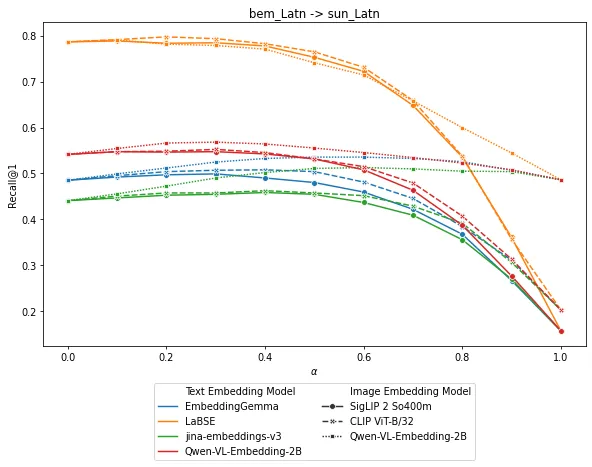 bem_Latn -> sun_Latn
Recall@1
0.8
0.7
0.6
0.5
0.4
0.3
0.2
0.0 0.2 0.4 0.6 0.8 1.0
α
Text Embedding Model Image Embedding Model
EmbeddingGemma SigLIP 2 So400m
LaBSE CLIP ViT-B/32
jina-embeddings-v3 Qwen-VL-Embedding-2B
Qwen-VL-Embedding-2B